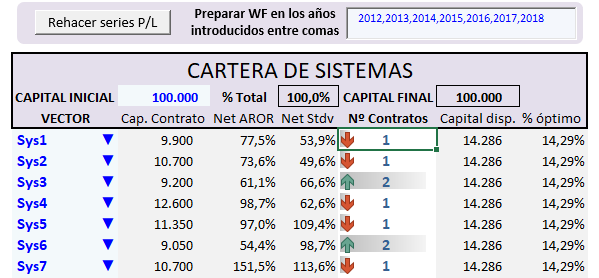 Rehacer series P/L
Preparar WF en los años
introducidos entre comas
2012,2013,2014,2015,2016,2017,2018
CARTERA DE SISTEMAS
CAPITAL INICIAL 100.000 % Total 100,0% CAPITAL FINAL 100.000
VECTOR Cap. Contrato Net AROR Net Stdv Nº Contratos Capital disp. % óptimo
Sys1 9.900 77,5% 53,9% 1 14.286 14,29%
Sys2 10.700 73,6% 49,6% 1 14.286 14,29%
Sys3 9.200 61,1% 66,6% 2 14.286 14,29%
Sys4 12.600 98,7% 62,6% 1 14.286 14,29%
Sys5 11.350 97,0% 109,4% 1 14.286 14,29%
Sys6 9.050 54,4% 98,7% 2 14.286 14,29%
Sys7 10.700 151,5% 113,6% 1 14.286 14,29%